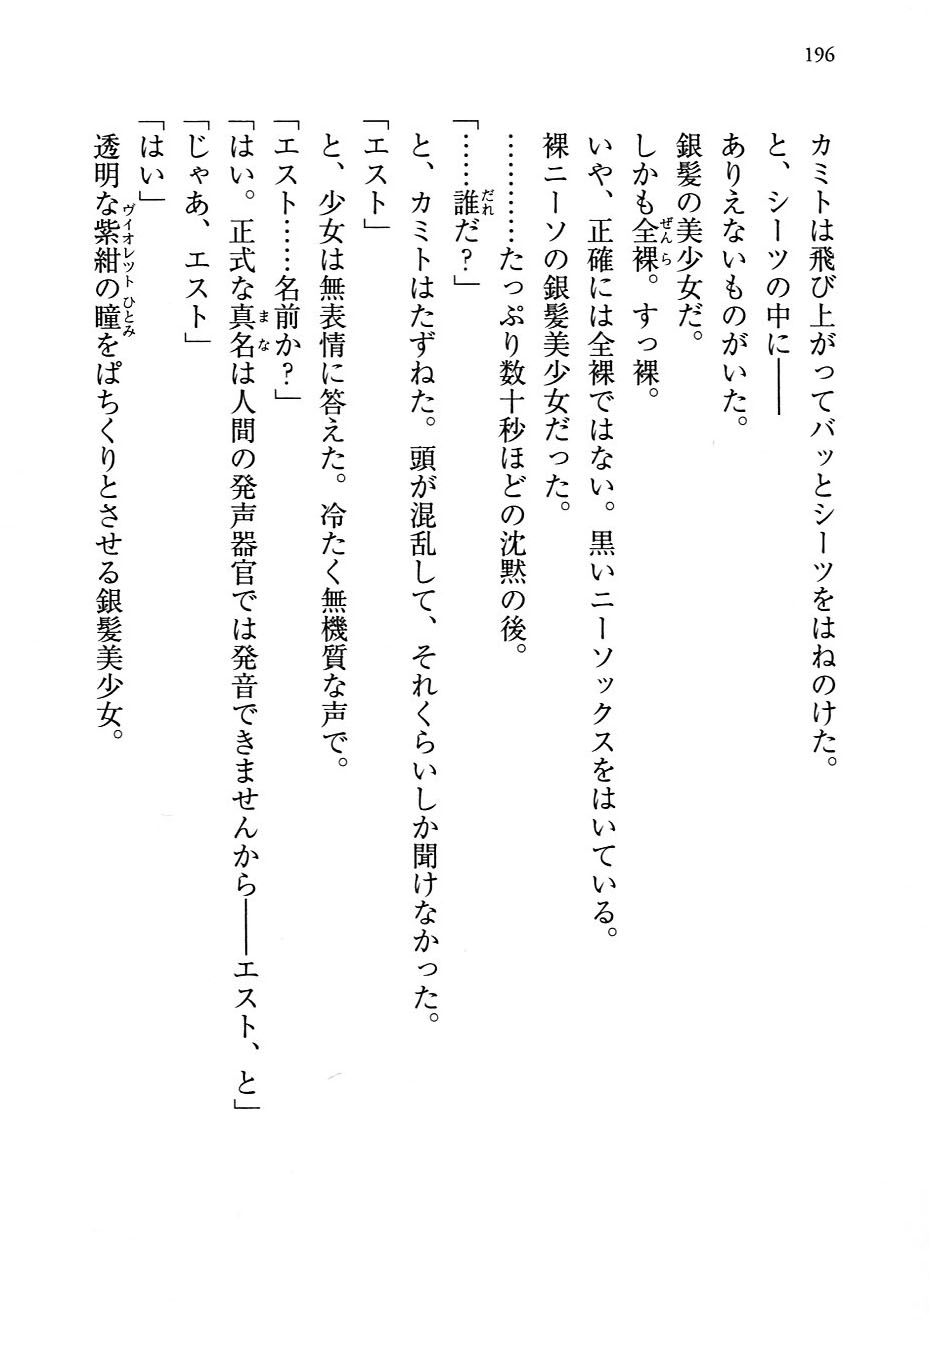 196
カミトは飛び上がってバッとシーツをはねのけた。
と、シーツの中に――
ありえないものがいた。
銀髪の美少女だ。
しかも全裸。すっ裸。
いや、正確には全裸ではない。黒いニーソックスをはいている。
裸ニーソの銀髪美少女だった。
…………たっぷり数十秒ほどの沈黙の後。
「……誰だ？」
と、カミトはたずねた。頭が混乱して、それくらいしか聞けなかった。
「エスト」
と、少女は無表情に答えた。冷たく無機質な声で。
「エスト……名前か？」
「はい。正式な真名は人間の発声器官では発音できませんから――エスト、と」
「じゃあ、エスト」
「はい」
透明な紫紺の瞳をぱちくりとさせる銀髪美少女。